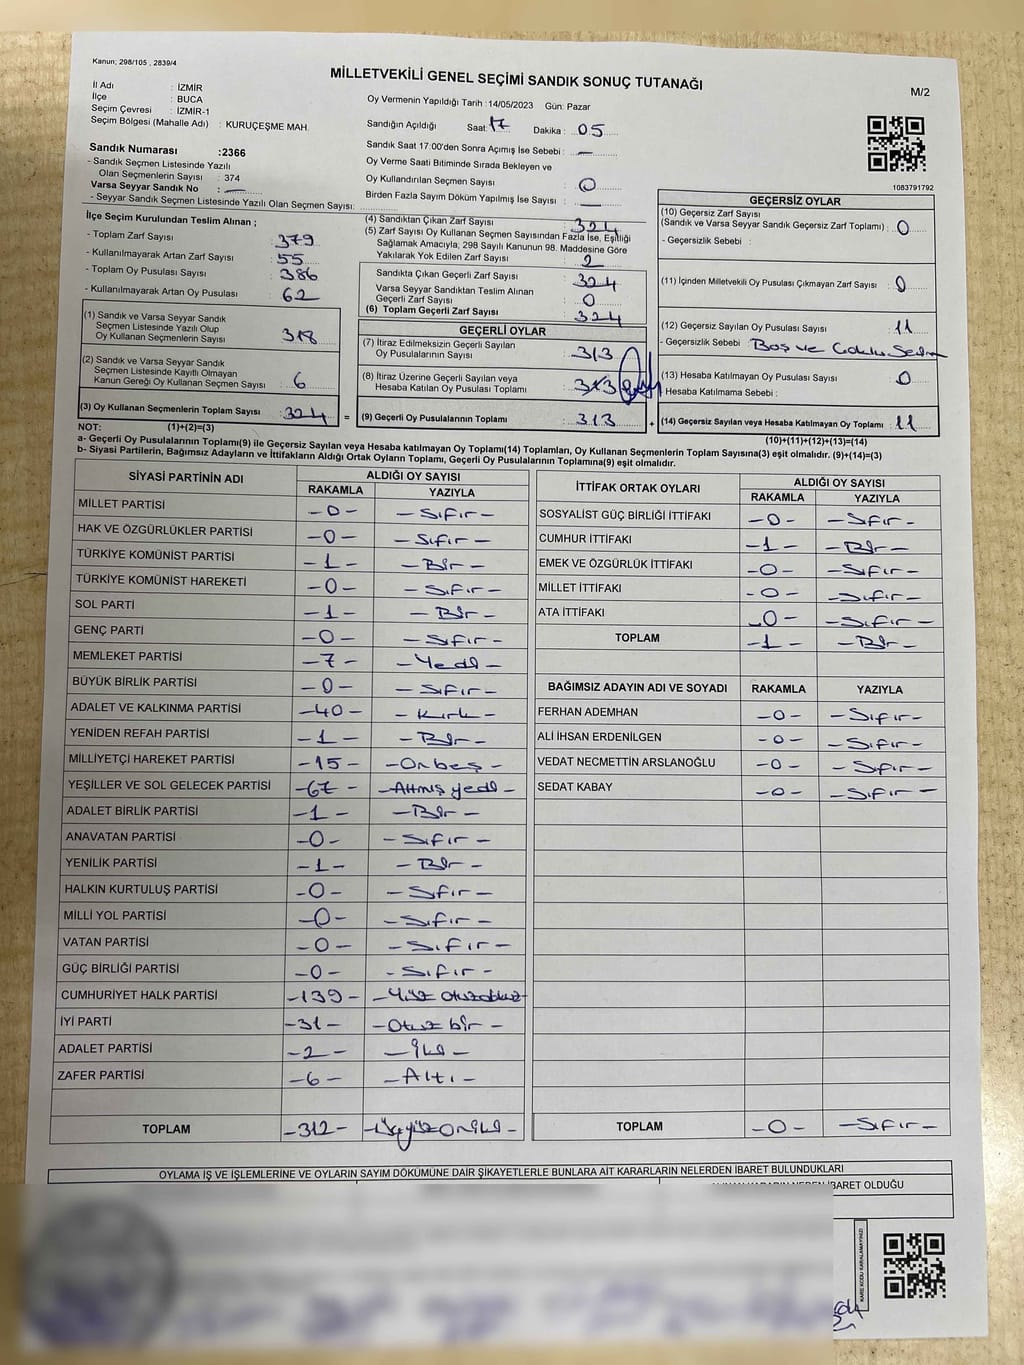 Kanun; 298/105 , 2839/4
MİLLETVEKİLİ GENEL SEÇİMİ SANDIK SONUÇ TUTANAĞI
M/2
İl Adı : İZMİR
İlçe : BUCA
Seçim Çevresi : İZMİR-1
Seçim Bölgesi (Mahalle Adı) : KURUÇEŞME MAH.
Oy Vermenin Yapıldığı Tarih :14/05/2023 Gün: Pazar
Sandığın Açıldığı Saat: 17 Dakika : 05
Sandık Saat 17:00'den Sonra Açılmış İse Sebebi : —
Oy Verme Saati Bitiminde Sırada Bekleyen ve
Oy Kullandırılan Seçmen Sayısı : 0
Birden Fazla Sayım Döküm Yapılmış İse Sayısı : —
Sandık Numarası :2366
- Sandık Seçmen Listesinde Yazılı
Olan Seçmenlerin Sayısı : 374
Varsa Seyyar Sandık No : —
- Seyyar Sandık Seçmen Listesinde Yazılı Olan Seçmen Sayısı:
1083791792
İlçe Seçim Kurulundan Teslim Alınan ;
- Toplam Zarf Sayısı : 379
- Kullanılmayarak Artan Zarf Sayısı : 55
- Toplam Oy Pusulası Sayısı : 386
- Kullanılmayarak Artan Oy Pusulası : 62
(1) Sandık ve Varsa Seyyar Sandık
Seçmen Listesinde Yazılı Olup
Oy Kullanan Seçmenlerin Sayısı : 318
(2) Sandık ve Varsa Seyyar Sandık
Seçmen Listesinde Kayıtlı Olmayan
Kanun Gereği Oy Kullanan Seçmen Sayısı : 6
(3) Oy Kullanan Seçmenlerin Toplam Sayısı : 324 =
(4) Sandıktan Çıkan Zarf Sayısı : 324
(5) Zarf Sayısı Oy Kullanan Seçmen Sayısından Fazla İse, Eşitliği
Sağlamak Amacıyla, 298 Sayılı Kanunun 98. Maddesine Göre
Yakılarak Yok Edilen Zarf Sayısı : 2
Sandıkta Çıkan Geçerli Zarf Sayısı : 324
Varsa Seyyar Sandıktan Teslim Alınan
Geçerli Zarf Sayısı : 0
(6) Toplam Geçerli Zarf Sayısı : 324
GEÇERLİ OYLAR
(7) İtiraz Edilmeksizin Geçerli Sayılan
Oy Pusulalarının Sayısı : 313
(8) İtiraz Üzerine Geçerli Sayılan veya
Hesaba Katılan Oy Pusulası Toplamı : 313
(9) Geçerli Oy Pusulalarının Toplamı : 313 +
GEÇERSİZ OYLAR
(10) Geçersiz Zarf Sayısı
(Sandık ve Varsa Seyyar Sandık Geçersiz Zarf Toplamı) : 0
- Geçersizlik Sebebi :
(11) İçinden Milletvekili Oy Pusulası Çıkmayan Zarf Sayısı : 0
(12) Geçersiz Sayılan Oy Pusulası Sayısı : 11
- Geçersizlik Sebebi : Boş ve Çoklu
(13) Hesaba Katılmayan Oy Pusulası Sayısı : 0
Hesaba Katılmama Sebebi :
(14) Geçersiz Sayılan veya Hesaba Katılmayan Oy Toplamı : 11
NOT: (1)+(2)=(3)
(10)+(11)+(12)+(13)=(14)
a- Geçerli Oy Pusulaları Toplamı(9) ile Geçersiz Sayılan veya Hesaba katılmayan Oy Toplamı(14) Toplamları, Oy Kullanan Seçmenlerin Toplam Sayısına(3) eşit olmalıdır. (9)+(14)=(3)
b- Siyasi Partilerin, Bağımsız Adayların ve İttifakların Aldığı Ortak Oyların Toplamı, Geçerli Oy Pusulalarının Toplamına(9) eşit olmalıdır.
SİYASİ PARTİNİN ADI ALDIĞI OY SAYISI
RAKAMLA YAZIYLA
MİLLET PARTİSİ -0- -Sıfır-
HAK VE ÖZGÜRLÜKLER PARTİSİ -0- -Sıfır-
TÜRKİYE KOMÜNİST PARTİSİ -1- -Bir-
TÜRKİYE KOMÜNİST HAREKETİ -0- -Sıfır-
SOL PARTİ -1- -Bir-
GENÇ PARTİ -0- -Sıfır-
MEMLEKET PARTİSİ -7- -Yedi-
BÜYÜK BİRLİK PARTİSİ -0- -Sıfır-
ADALET VE KALKINMA PARTİSİ -40- -Kırk-
YENİDEN REFAH PARTİSİ -1- -Bir-
MİLLİYETÇİ HAREKET PARTİSİ -15- -Onbeş-
YEŞİLLER VE SOL GELECEK PARTİSİ -67- -Altmış yedi-
ADALET BİRLİK PARTİSİ -1- -Bir-
ANAVATAN PARTİSİ -0- -Sıfır-
YENİLİK PARTİSİ -1- -Bir-
HALKIN KURTULUŞ PARTİSİ -0- -Sıfır-
MİLLİ YOL PARTİSİ -0- -Sıfır-
VATAN PARTİSİ -0- -Sıfır-
GÜÇ BİRLİĞİ PARTİSİ -0- -Sıfır-
CUMHURİYET HALK PARTİSİ -139- -Yüz otuzdokuz-
İYİ PARTİ -31- -Otuz bir-
ADALET PARTİSİ -2- -İki-
ZAFER PARTİSİ -6- -Altı-
TOPLAM -312- -Üçyüz oniki-
İTTİFAK ORTAK OYLARI ALDIĞI OY SAYISI
RAKAMLA YAZIYLA
SOSYALİST GÜÇ BİRLİĞİ İTTİFAKI -0- -Sıfır-
CUMHUR İTTİFAKI -1- -Bir-
EMEK VE ÖZGÜRLÜK İTTİFAKI -0- -Sıfır-
MİLLET İTTİFAKI -0- -Sıfır-
ATA İTTİFAKI -0- -Sıfır-
TOPLAM -1- -Bir-
BAĞIMSIZ ADAYIN ADI VE SOYADI RAKAMLA YAZIYLA
FERHAN ADEMHAN -0- -Sıfır-
ALİ İHSAN ERDENİLGEN -0- -Sıfır-
VEDAT NECMETTİN ARSLANOĞLU -0- -Sıfır-
SEDAT KABAY -0- -Sıfır-
TOPLAM -0- -Sıfır-
OYLAMA İŞ VE İŞLEMLERİNE VE OYLARIN SAYIM DÖKÜMÜNE DAİR ŞİKAYETLERLE BUNLARA AİT KARARLARIN NELERDEN İBARET BULUNDUKLARI
KARARIN NEDEN İBARET OLDUĞU
KARE KODU KARALAMAYINIZ!